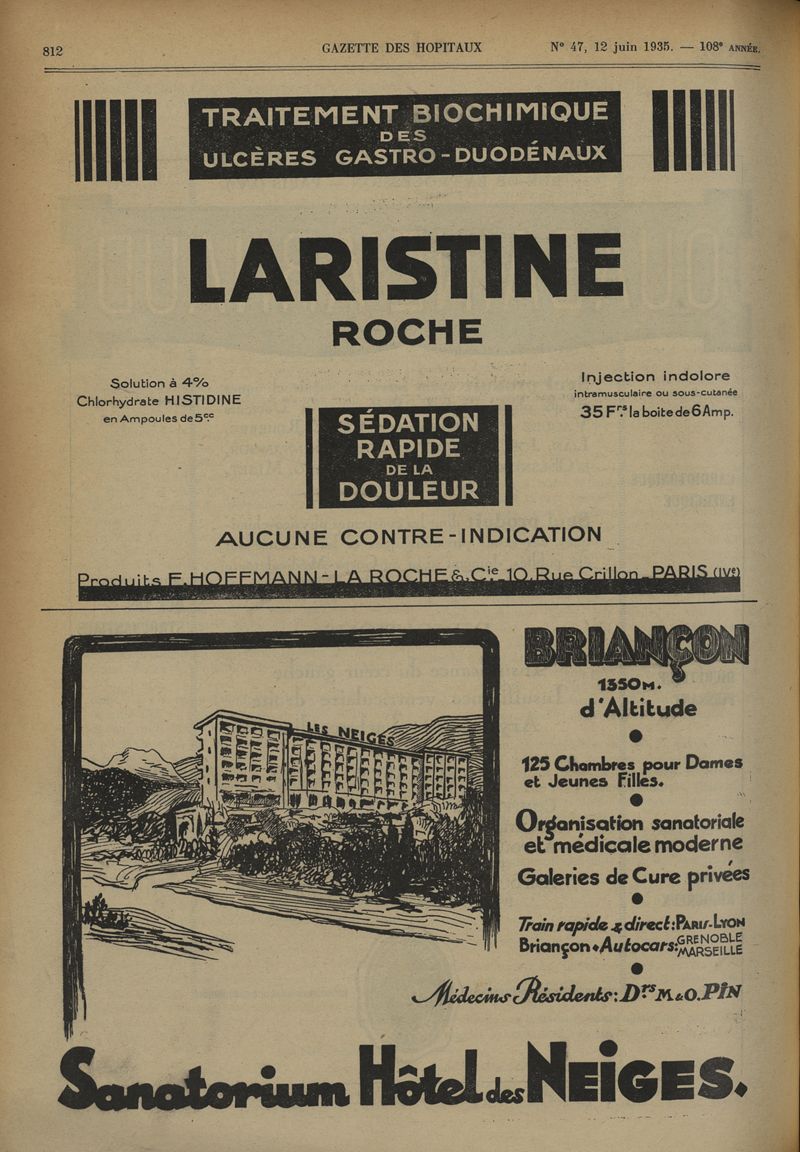 812 GAZETTE DES HOPITAUX N° 47, 12 juin 1935. — 108e ANNÉE.
TRAITEMENT BIOCHIMIQUE
DES
ULCÈRES GASTRO-DUODÉNAUX
LARISTINE
ROCHE
Solution à 4%
Chlorhydrate HISTIDINE
en Ampoules de 5cc
Injection indolore
intramusculaire ou sous-cutanée
35 Frs la boite de 6 Amp.
SÉDATION
RAPIDE
DE LA
DOULEUR
AUCUNE CONTRE-INDICATION
Produits F. HOFFMANN-LA ROCHE & Cie 10, Rue Crillon - PARIS (IVe)
LES NEIGES
BRIANÇON
1350 M.
d'Altitude
125 Chambres pour Dames
et Jeunes Filles.
Organisation sanatoriale
et médicale moderne
Galeries de Cure privées
Train rapide & direct : PARIS-LYON
Briançon • Autocars : GRENOBLE
MARSEILLE
Médecins Résidents : Drs M. & O. PIN
Sanatorium Hôtel des NEIGES.